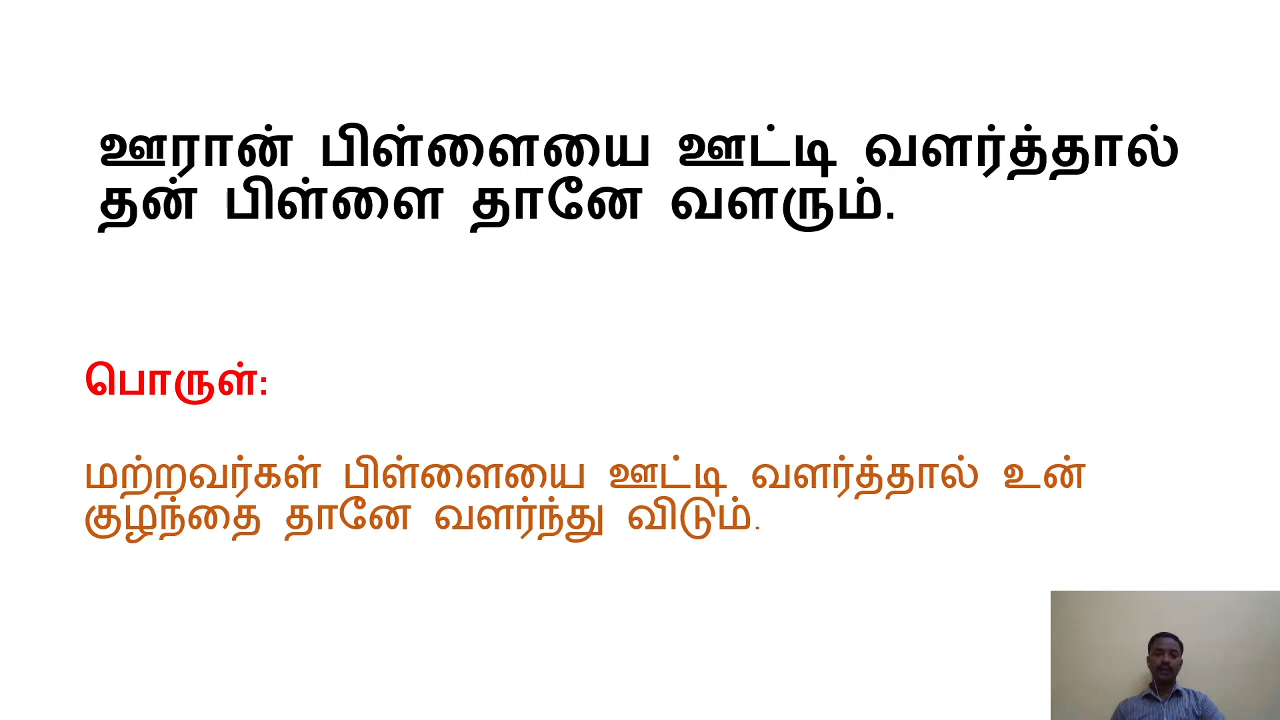 ஊரான் பிள்ளையை ஊட்டி வளர்த்தால்
தன் பிள்ளை தானே வளரும்.
பொருள்:
மற்றவர்கள் பிள்ளையை ஊட்டி வளர்த்தால் உன்
குழந்தை தானே வளர்ந்து விடும்.